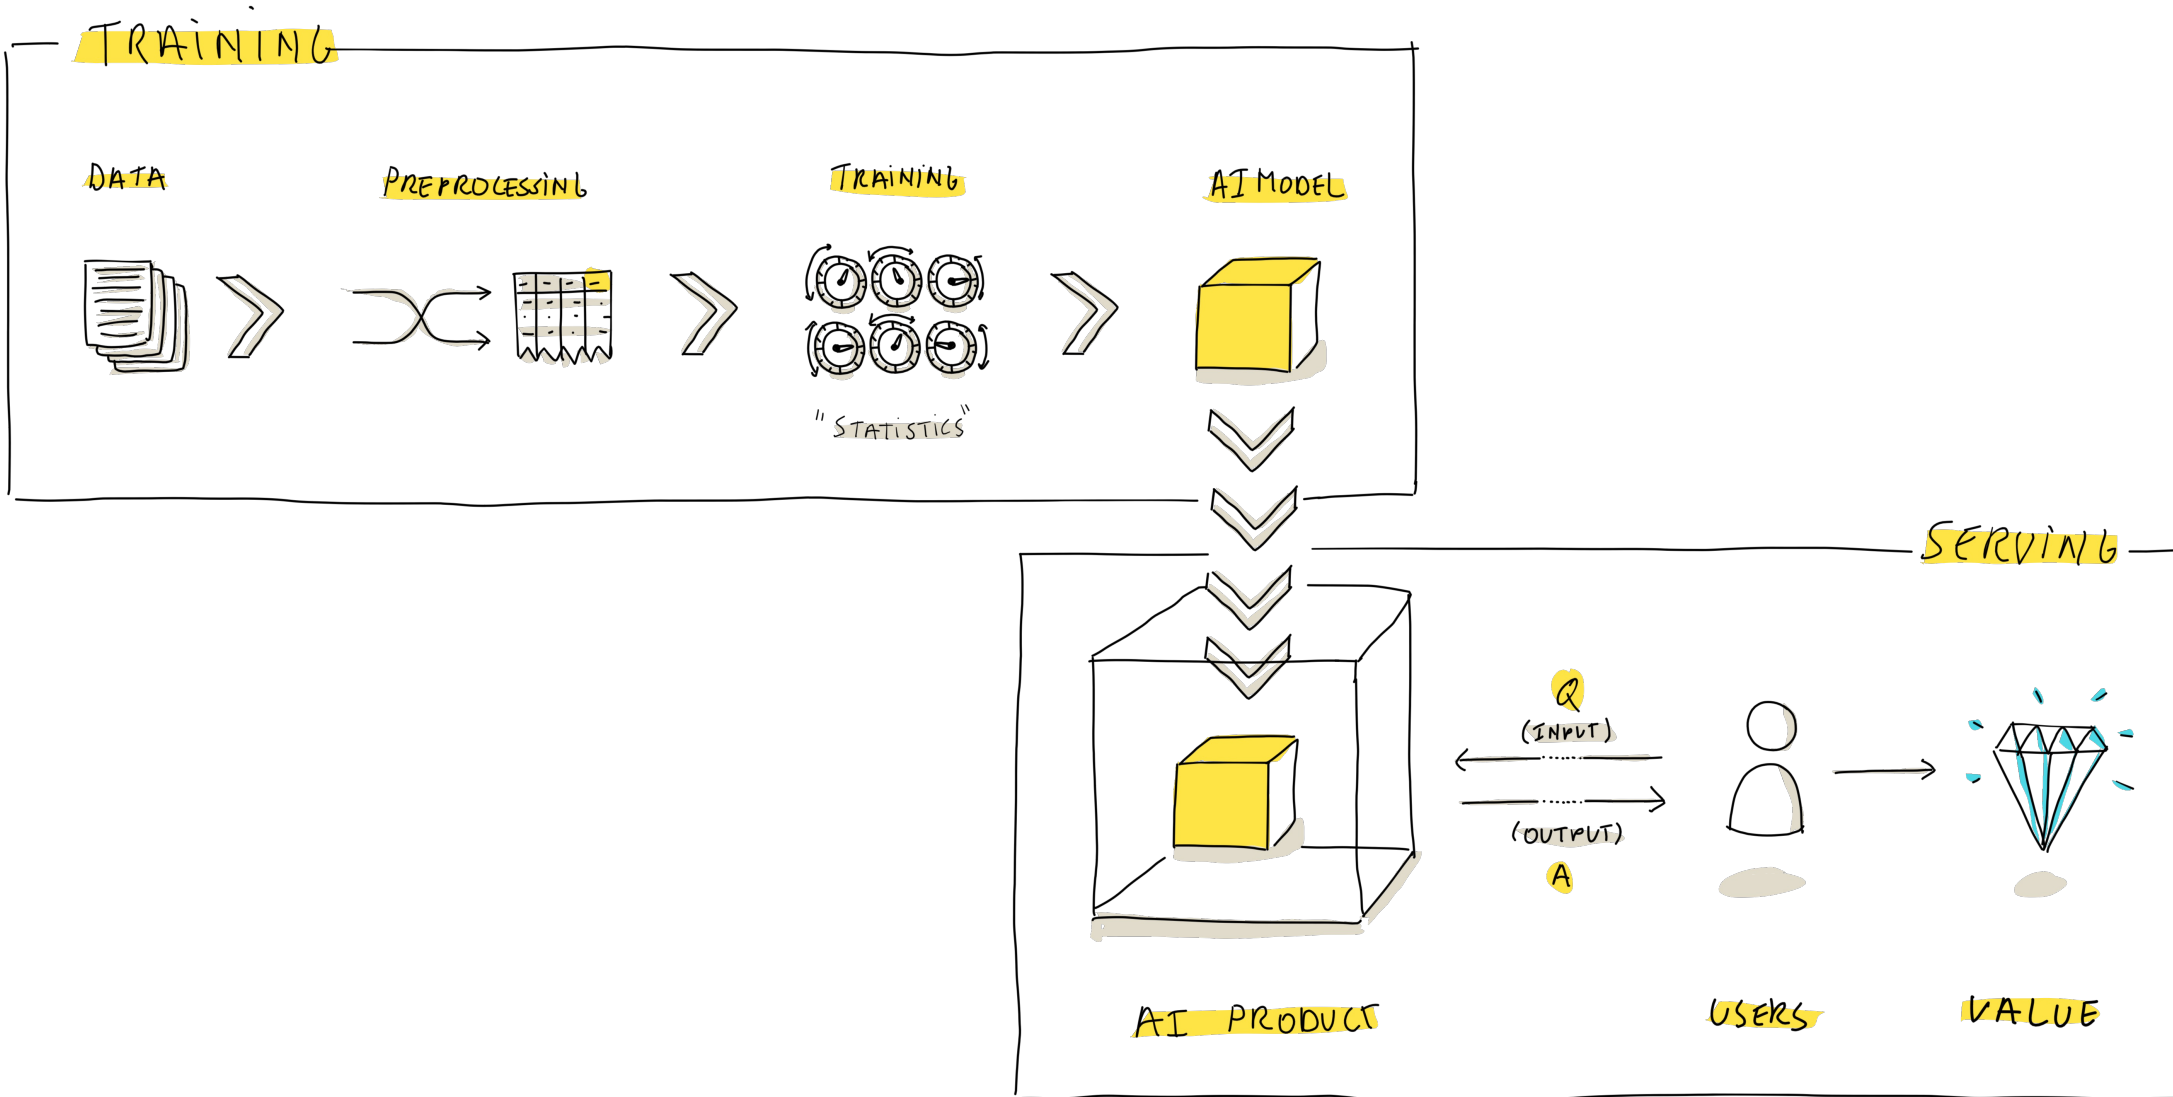 TRAINING
DATA
PREPROCESSING
TRAINING
AI MODEL
"STATISTICS"
SERVING
Q
(INPUT)
(OUTPUT)
A
AI PRODUCT
USERS
VALUE